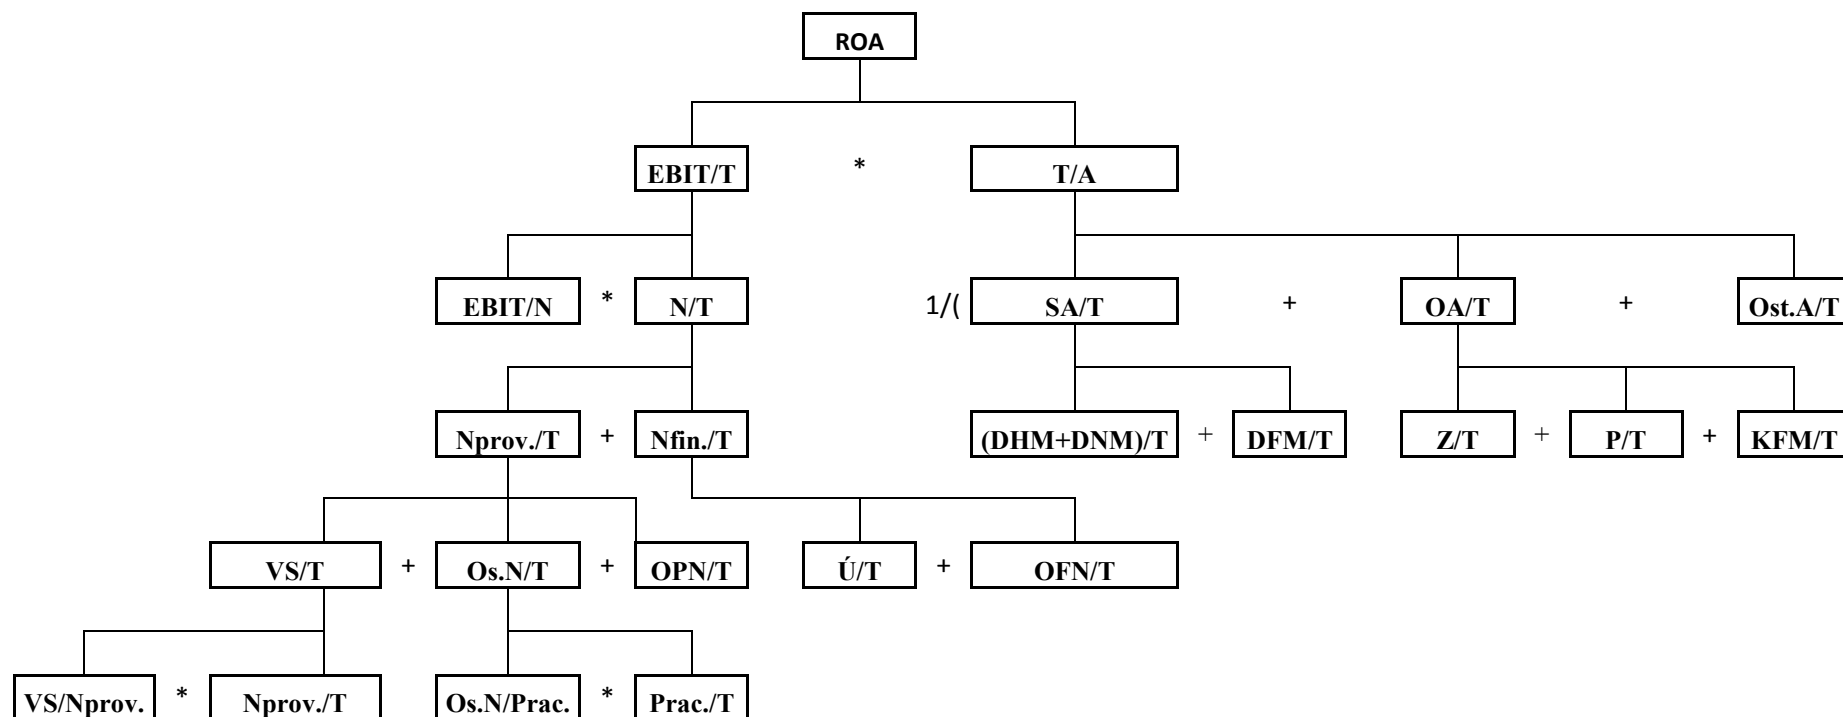 ROA
EBIT/T * T/A
EBIT/N * N/T 1/( SA/T + OA/T + Ost.A/T
Nprov./T + Nfin./T (DHM+DNM)/T + DFM/T Z/T + P/T + KFM/T
VS/T + Os.N/T + OPN/T Ú/T + OFN/T
VS/Nprov. * Nprov./T Os.N/Prac. * Prac./T